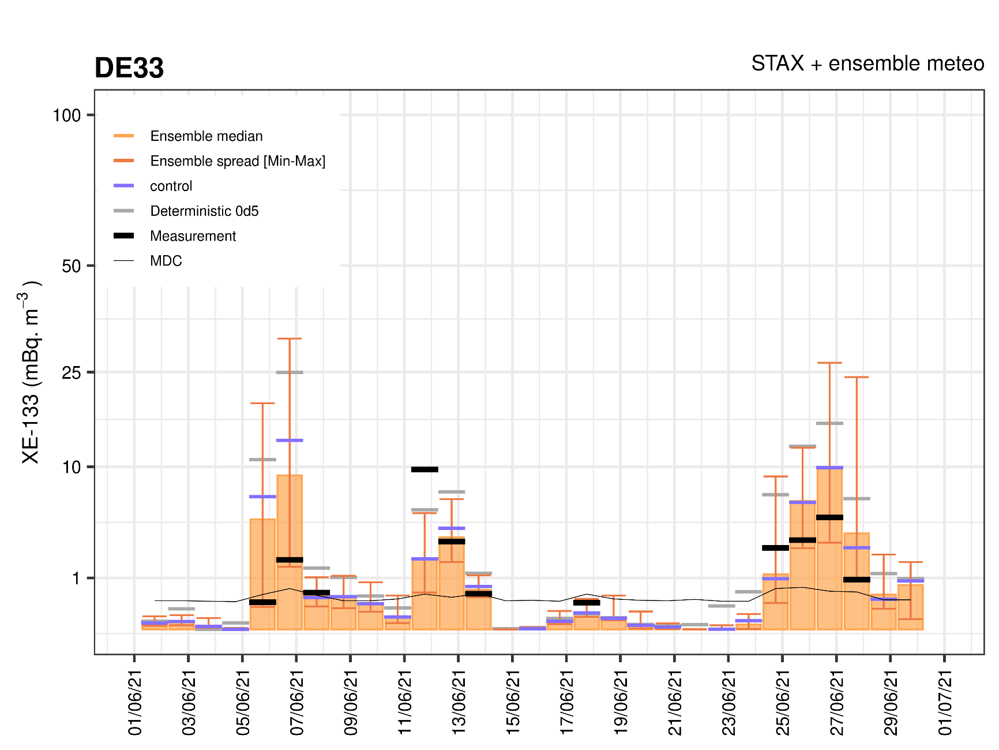 DE33
STAX + ensemble meteo
XE-133 (mBq. m⁻³ )
100
50
25
10
1
Ensemble median
Ensemble spread [Min-Max]
control
Deterministic 0d5
Measurement
MDC
01/06/21
03/06/21
05/06/21
07/06/21
09/06/21
11/06/21
13/06/21
15/06/21
17/06/21
19/06/21
21/06/21
23/06/21
25/06/21
27/06/21
29/06/21
01/07/21